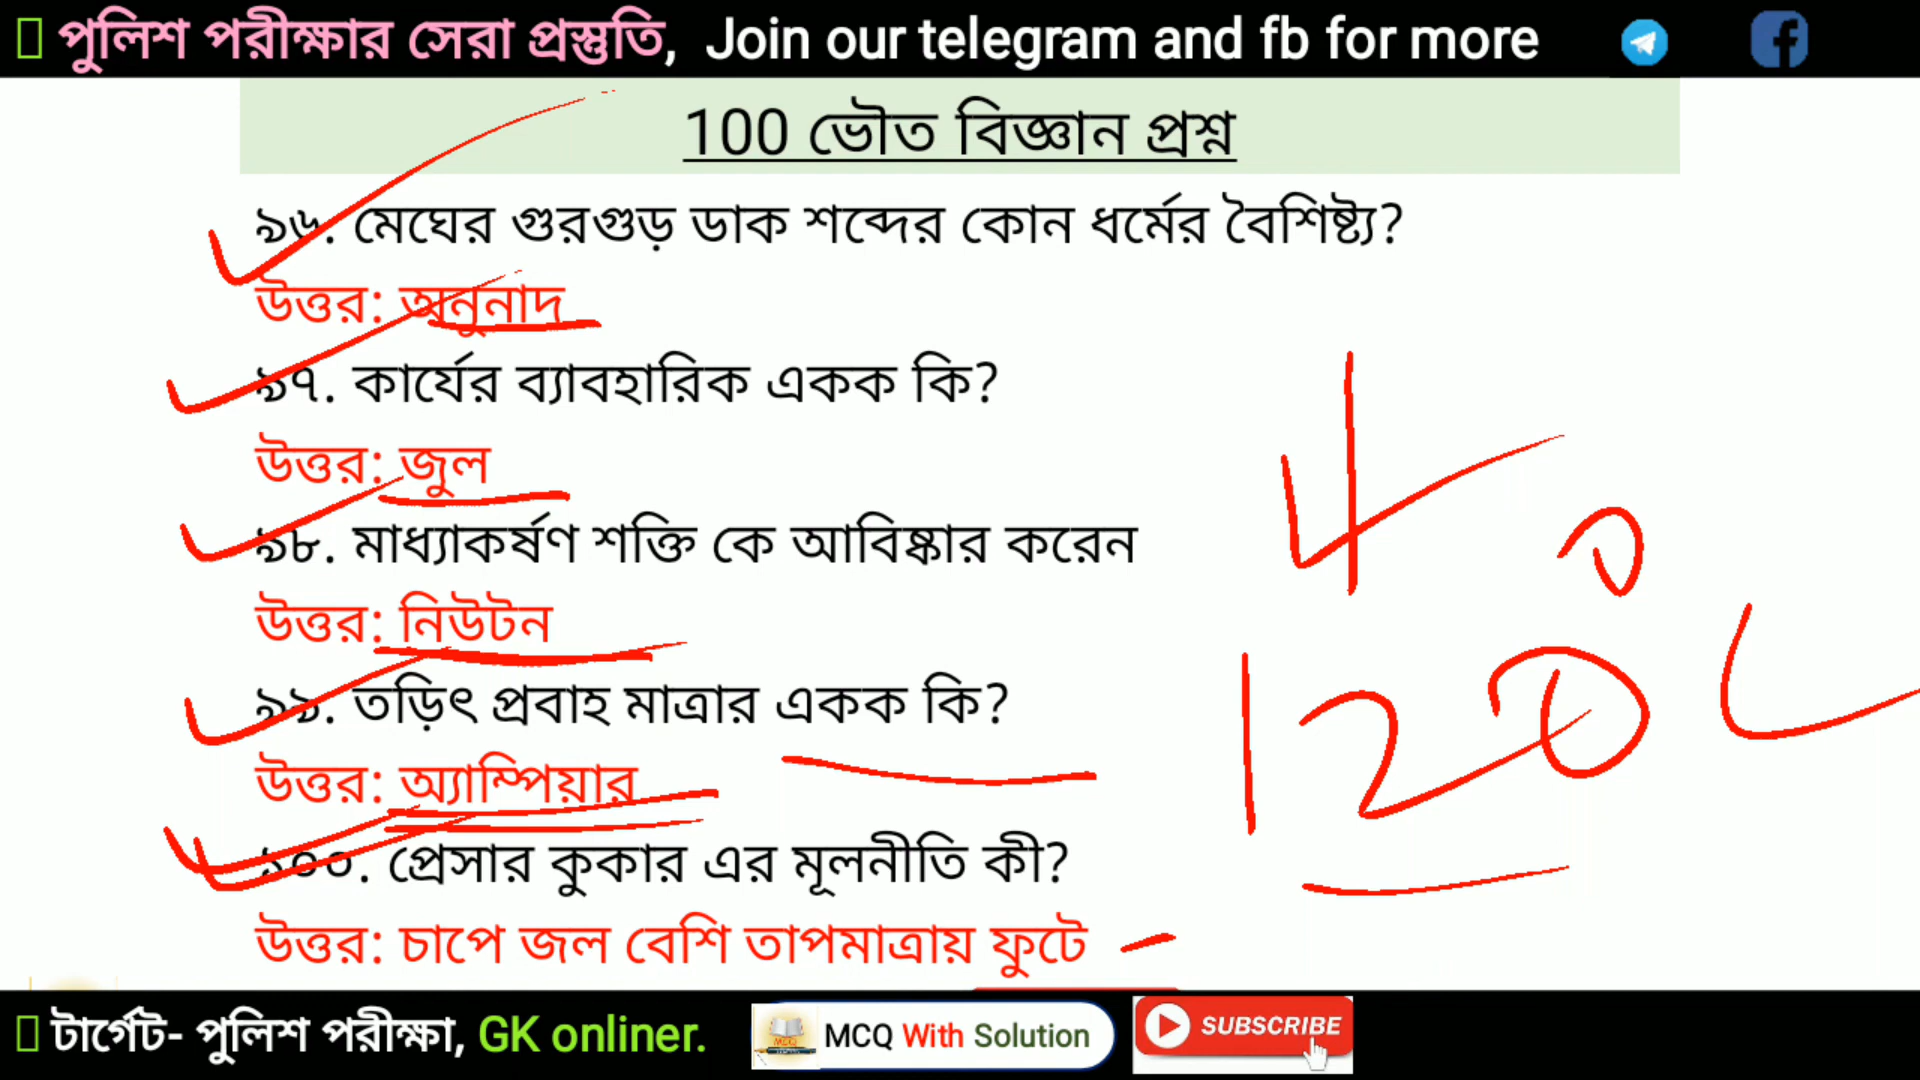 পুলিশ পরীক্ষার সেরা প্রস্তুতি, Join our telegram and fb for more
100 ভৌত বিজ্ঞান প্রশ্ন
৯৬. মেঘের গুরগুড় ডাক শব্দের কোন ধর্মের বৈশিষ্ট্য?
উত্তর: অনুনাদ
৯৭. কার্যের ব্যাবহারিক একক কি?
উত্তর: জুল
৯৮. মাধ্যাকর্ষণ শক্তি কে আবিষ্কার করেন
উত্তর: নিউটন
৯৯. তড়িৎ প্রবাহ মাত্রার একক কি?
উত্তর: অ্যাম্পিয়ার
120
১০০. প্রেসার কুকার এর মূলনীতি কী?
উত্তর: চাপে জল বেশি তাপমাত্রায় ফুটে
টার্গেট- পুলিশ পরীক্ষা, GK onliner.
MCQ With Solution
SUBSCRIBE